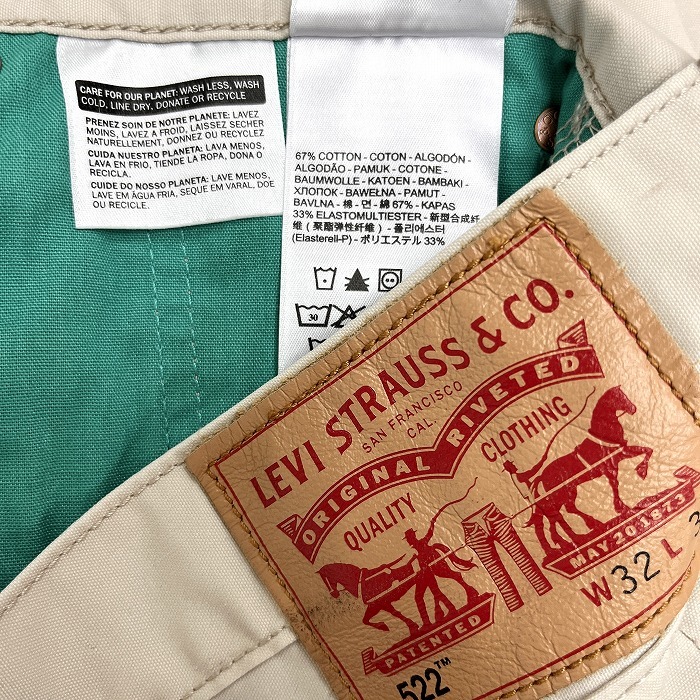 CARE FOR OUR PLANET: WASH LESS, WASH
COLD, LINE DRY, DONATE OR RECYCLE
PRENEZ SOIN DE NOTRE PLANETE: LAVEZ
MOINS, LAVEZ A FROID, LAISSEZ SECHER
NATURELLEMENT, DONNEZ OU RECYCLEZ
CUIDA NUESTRO PLANETA: LAVA MENOS,
LAVA EN FRIO, TIENDE LA ROPA, DONA O
RECICLA
CUIDE DO NOSSO PLANETA: LAVE MENOS,
LAVE EM ÁGUA FRIA, SEQUE EM VARAL, DOE
OU RECICLE.
67% COTTON - COTON - ALGODÓN -
ALGODÃO - PAMUK - COTONE -
BAUMWOLLE - KATOEN - BAMBAKI -
ХЛОПОК - BAWEŁNA - PAMUT -
BAVLNA - 棉 - 면 - 綿 67% - KAPAS
33% ELASTOMULTIESTER - 新型合成纤
维 (聚酯弹性纤维) - 폴리에스터
(Elasterell-P) - ポリエステル 33%
30
LEVI STRAUSS & CO.
SAN FRANCISCO
CAL.
ORIGINAL RIVETED
QUALITY CLOTHING
PATENTED
MAY 20 1873
W 32 L 3
522™